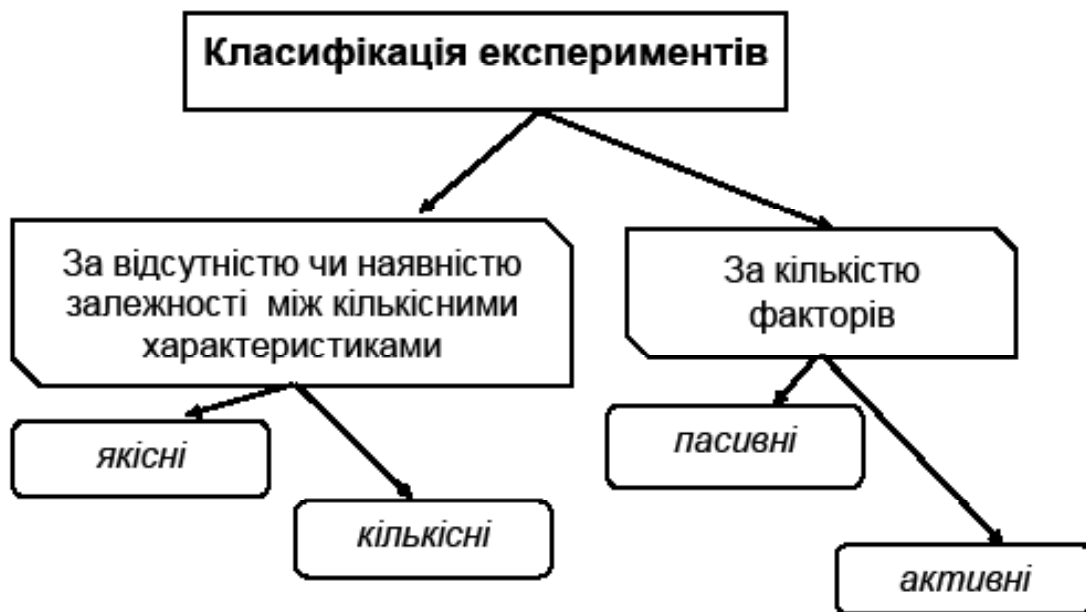 Класифікація експериментів
За відсутністю чи наявністю
залежності між кількісними
характеристиками
За кількістю
факторів
якісні
кількісні
пасивні
активні